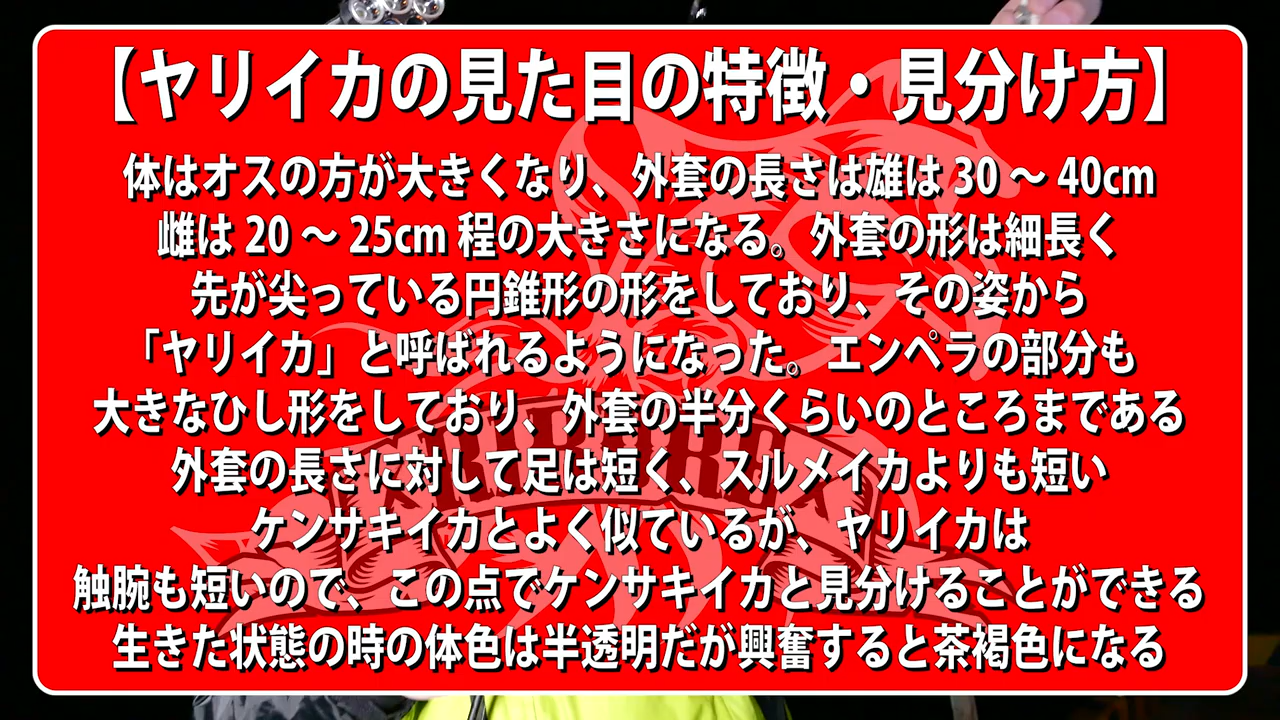 【ヤリイカの見た目の特徴・見分け方】
体はオスの方が大きくなり、外套の長さは雄は 30 ～ 40cm
雌は 20 ～ 25cm 程の大きさになる。外套の形は細長く
先が尖っている円錐形の形をしており、その姿から
「ヤリイカ」と呼ばれるようになった。エンペラの部分も
大きなひし形をしており、外套の半分くらいのところまである
外套の長さに対して足は短く、スルメイカよりも短い
ケンサキイカとよく似ているが、ヤリイカは
触腕も短いので、この点でケンサキイカと見分けることができる
生きた状態の時の体色は半透明だが興奮すると茶褐色になる